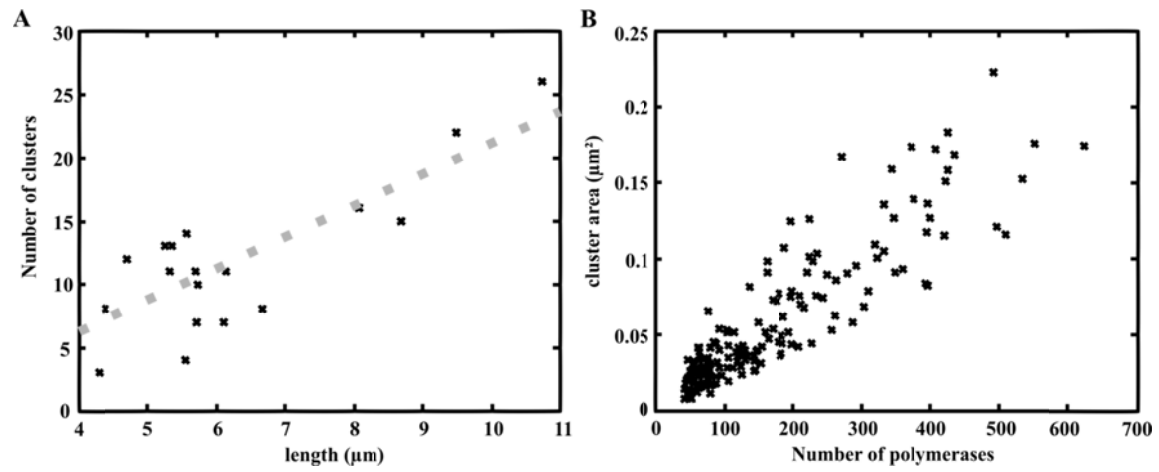 A
30
25
20
15
10
5
0
Number of clusters
4 5 6 7 8 9 10 11
length (µm)
B
0.25
0.2
0.15
0.1
0.05
0
cluster area (µm²)
0 100 200 300 400 500 600 700
Number of polymerases